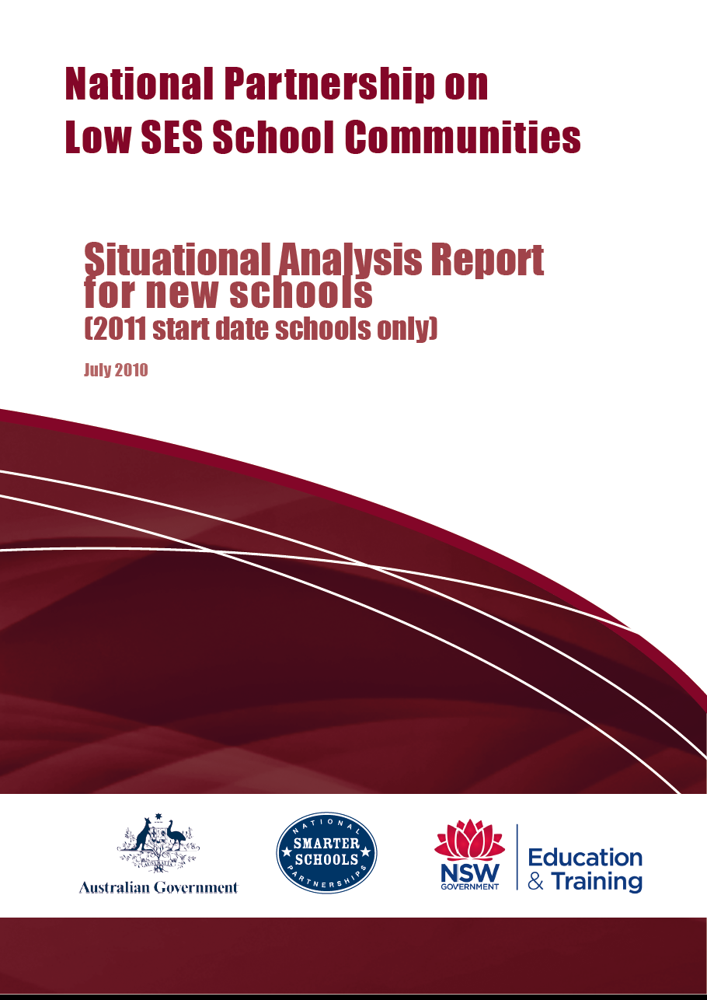 National Partnership on
Low SES School Communities
Situational Analysis Report
for new schools
(2011 start date schools only)
July 2010
AUSTRALIA
Australian Government
NATIONAL
SMARTER
SCHOOLS
PARTNERSHIPS
NSW
GOVERNMENT
Education
& Training